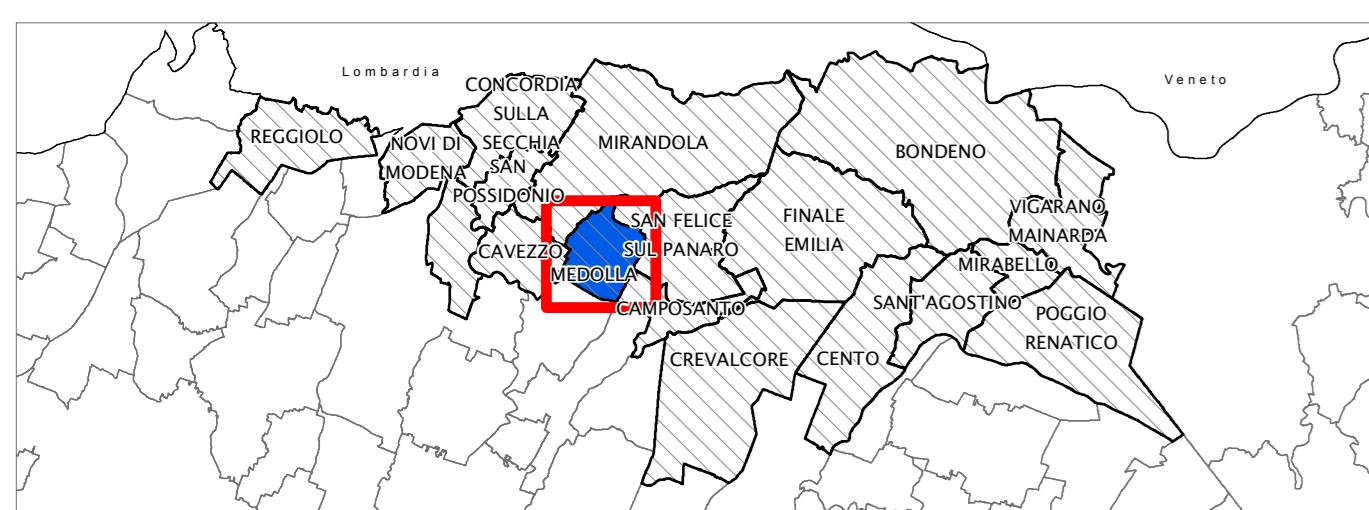 Lombardia
Veneto
CONCORDIA
SULLA
SECCHIA
REGGIOLO
NOVI DI
MODENA
MIRANDOLA
BONDENO
SAN
POSSIDONIO
VIGARANO
MAINARDA
SAN FELICE
SUL PANARO
FINALE
EMILIA
CAVEZZO
MEDOLLA
MIRABELLO
CAMPOSANTO
SANT'AGOSTINO
POGGIO
RENATICO
CREVALCORE
CENTO